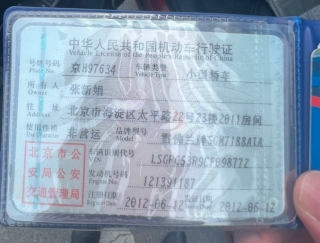 中华人民共和国机动车行驶证
Vehicle License of the People's Republic of China
号牌号码 京H97634 车辆类型 小型轿车
Plate No. Vehicle Type
所有人 张新娟
Owner
住址 北京市海淀区太平路22号23楼2011房间
Address
使用性质 非营运 品牌型号
车辆识别代号
VIN
发动机号码 121391187
Engine No.
北京市公
安局公安
交通管理局
注册日期 2012-06-12 发证日期 2012-06-12